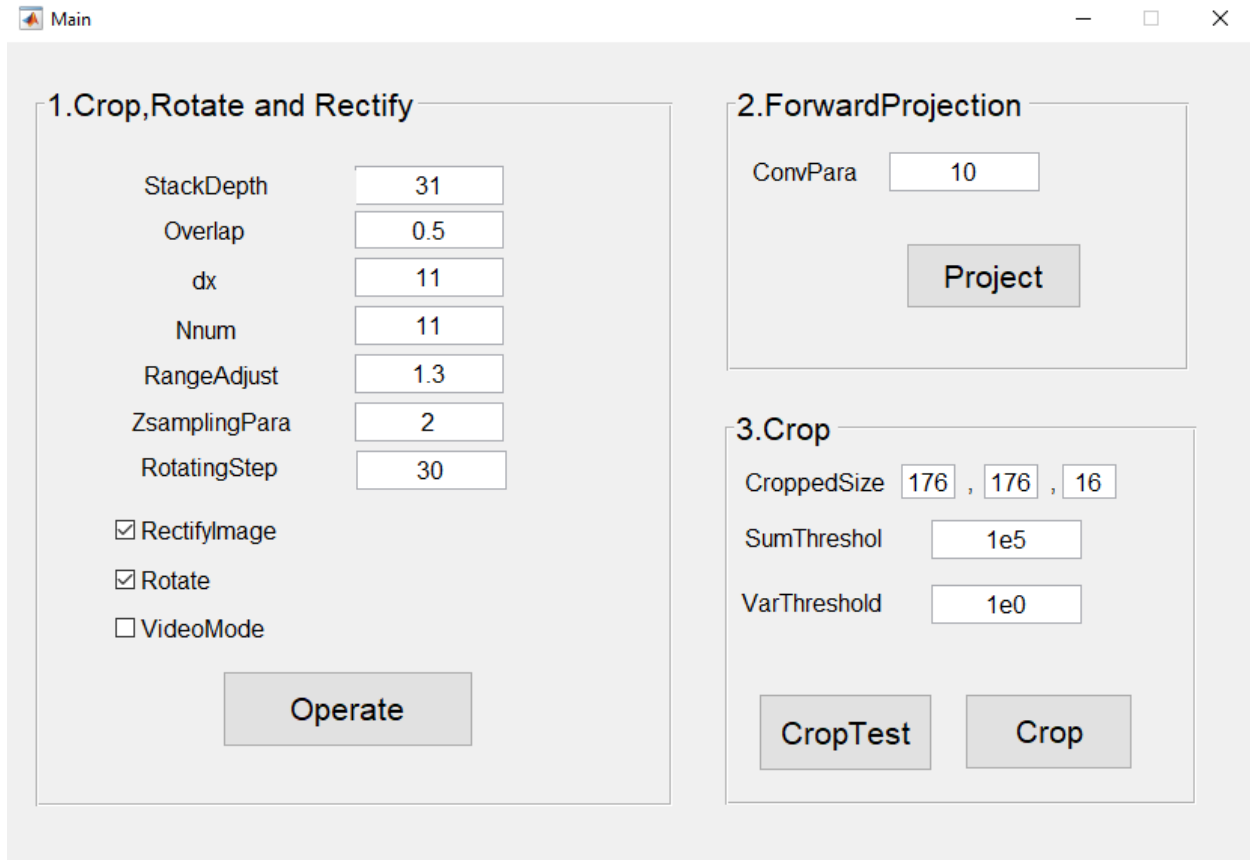 Main
1.Crop,Rotate and Rectify
StackDepth 31
Overlap 0.5
dx 11
Nnum 11
RangeAdjust 1.3
ZsamplingPara 2
RotatingStep 30
RectifyImage
Rotate
VideoMode
Operate
2.ForwardProjection
ConvPara 10
Project
3.Crop
CroppedSize 176 , 176 , 16
SumThreshol 1e5
VarThreshold 1e0
CropTest Crop